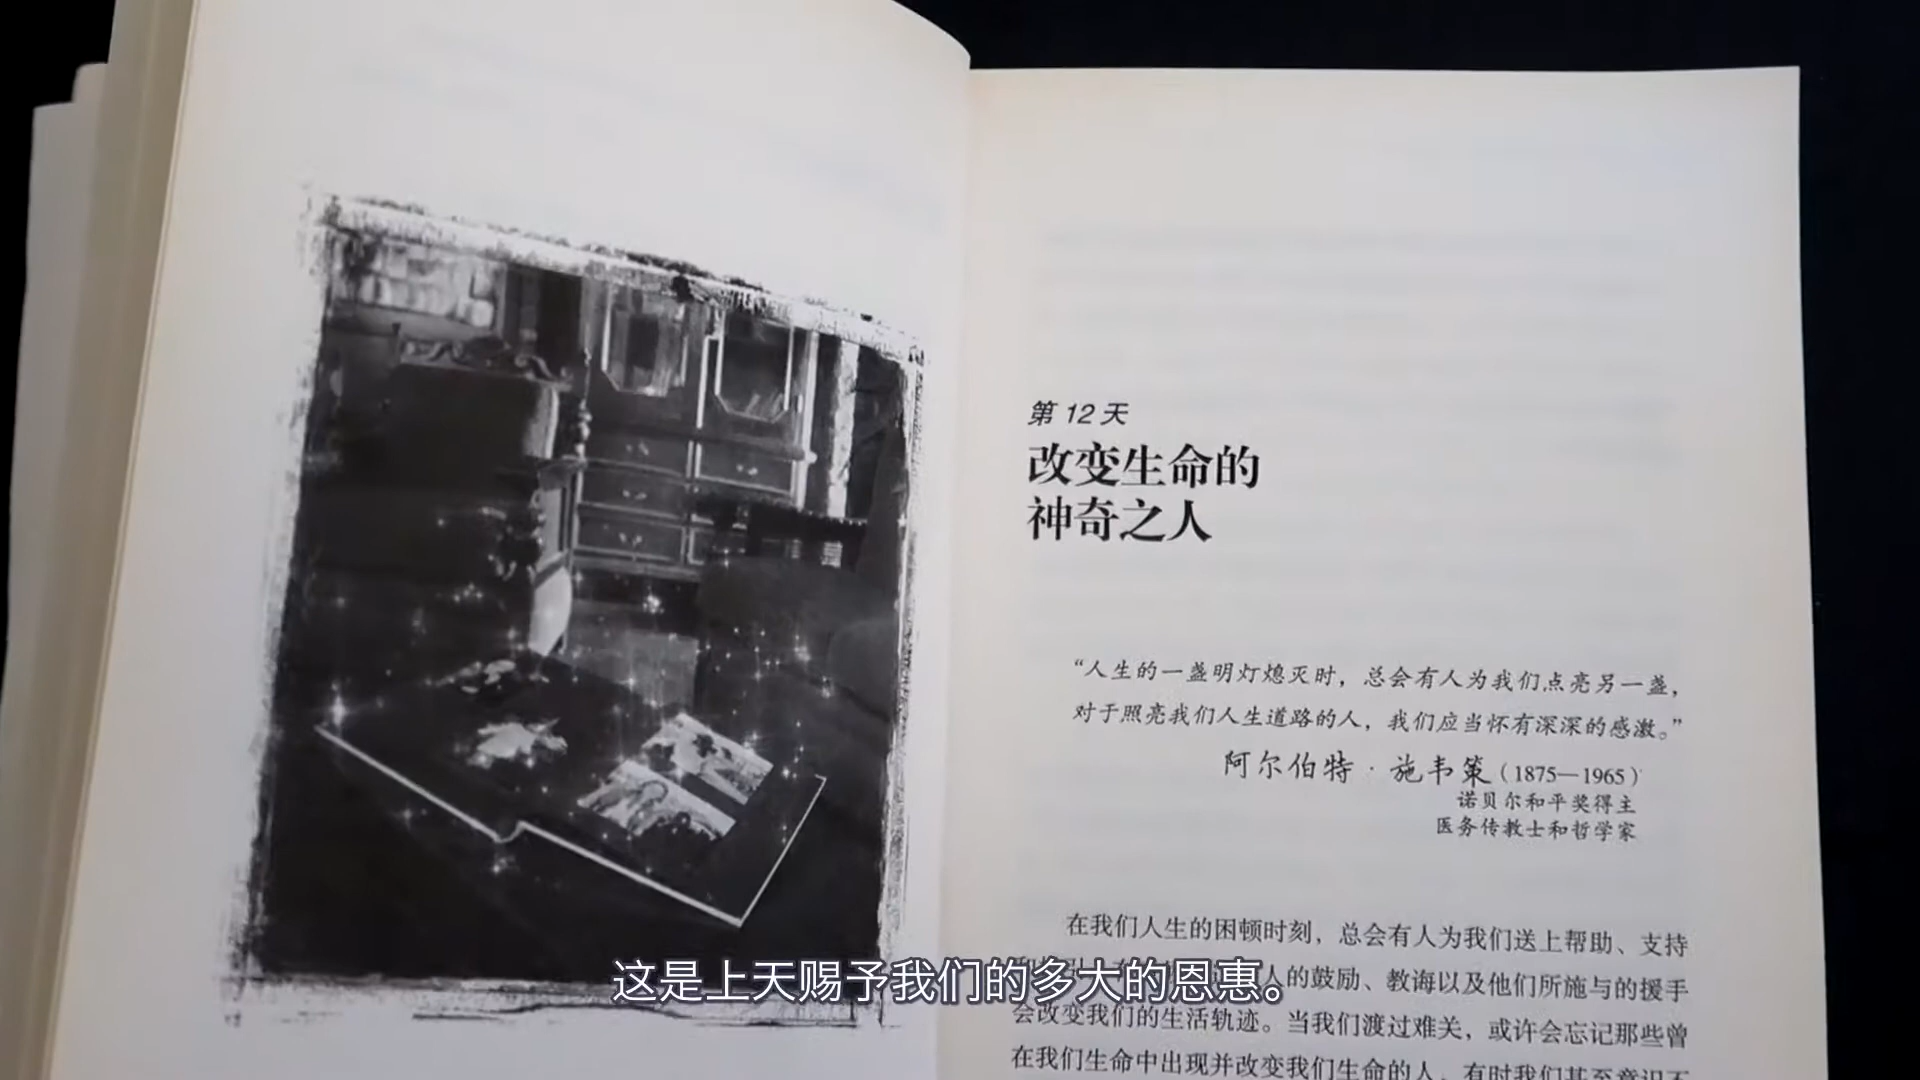 第 12 天
改变生命的
神奇之人
“人生的一盏明灯熄灭时，总会有人为我们点亮另一盏，
对于照亮我们人生道路的人，我们应当怀有深深的感激。”
阿尔伯特·施韦策（1875—1965）
诺贝尔和平奖得主
医务传教士和哲学家
在我们人生的困顿时刻，总会有人为我们送上帮助、支持
人的鼓励、教诲以及他们所施与的援手
会改变我们的生活轨迹。当我们渡过难关，或许会忘记那些曾
在我们生命中出现并改变我们生命的人，有时我们甚至意识不
这是上天赐予我们的多大的恩惠。